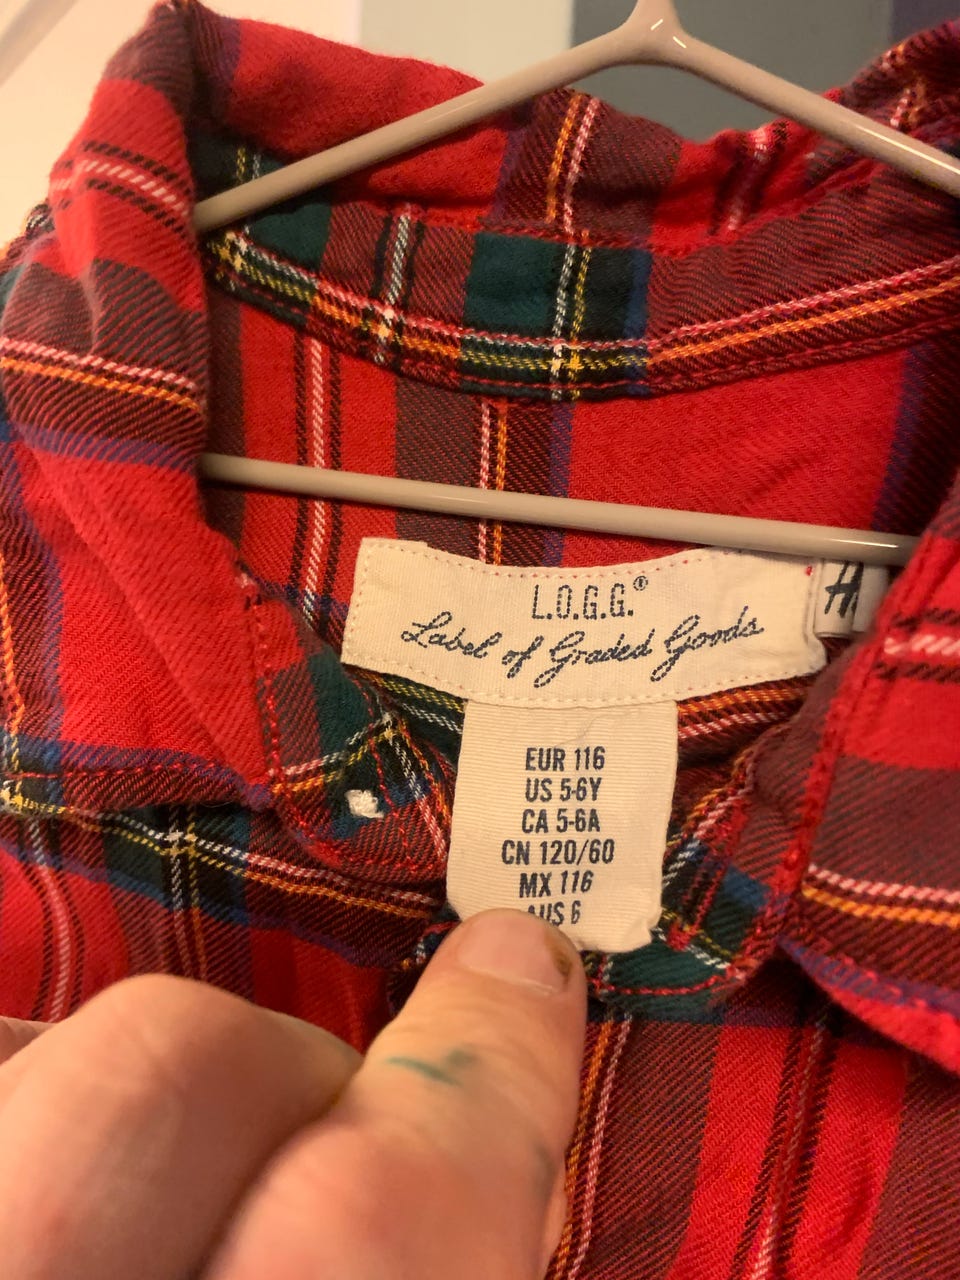 L.O.G.G.®
Label of Graded Goods
H
EUR 116
US 5-6Y
CA 5-6A
CN 120/60
MX 116
AUS 6